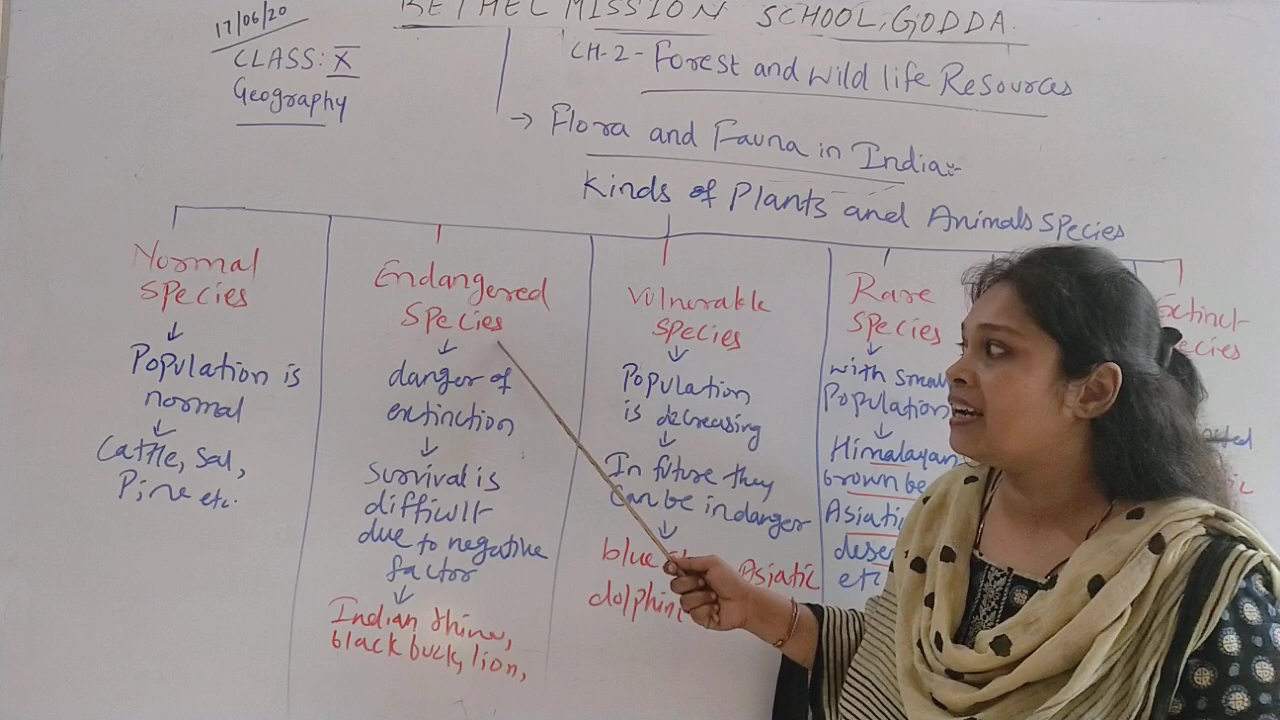 17/06/20
BETHEL MISSION SCHOOL, GODDA.
CLASS: X
Geography
CH-2- Forest and Wild life Resources
→ Flora and Fauna in India:-
Kinds of Plants and Animals Species
Normal
Species
↓
Population is
normal
↓
Cattle, Sal,
Pine etc.
Endangered
Species
↓
danger of
extinction
↓
Survival is
difficult
due to negative
factor
↓
Indian rhino,
black buck, lion,
Vulnerable
Species
↓
Population
is decreasing
↓
In future they
can be in danger
↓
blue Asiatic
dolphin
Rare
Species
↓
with small
Population
↓
Himalayan
brown be
Asiatic
etc
Extinct
ecies